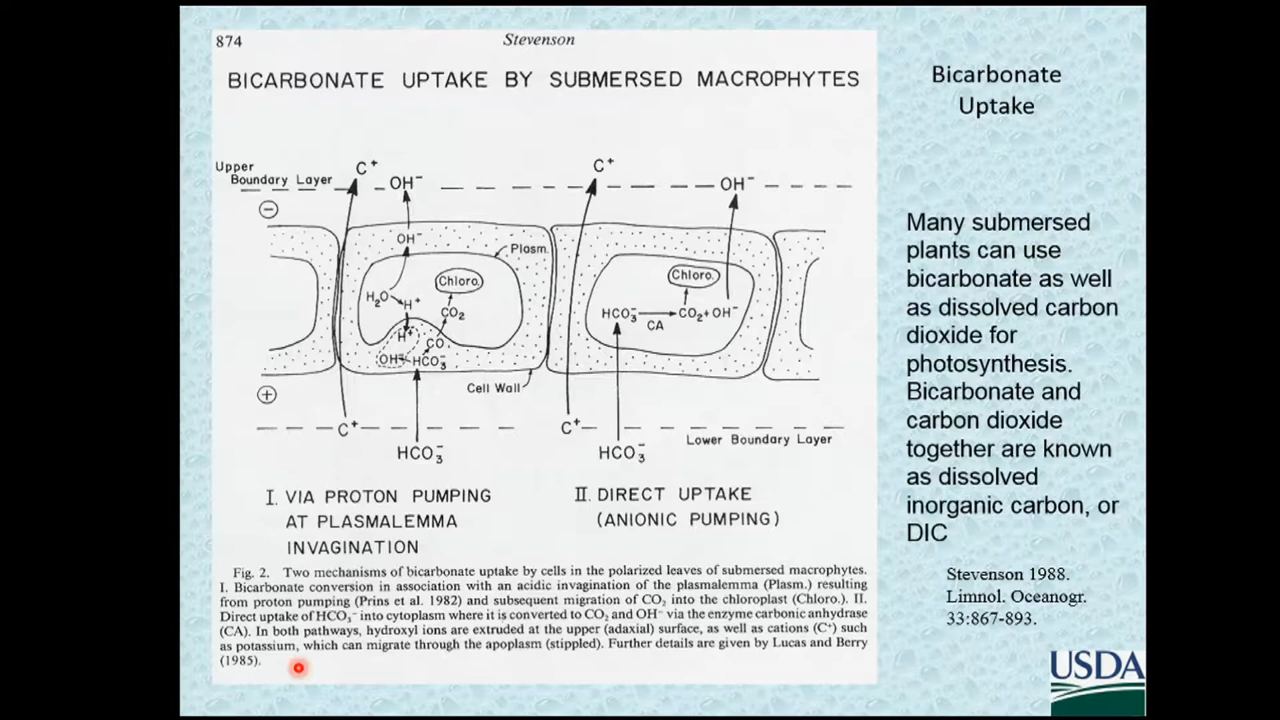 874
Stevenson
BICARBONATE UPTAKE BY SUBMERSED MACROPHYTES
Upper
Boundary Layer
C⁺
OH⁻
C⁺
OH⁻
⊖
OH⁻
Plasm.
Chloro.
Chloro.
H₂O
H⁺
CO₂
HCO₃⁻
CO₂+OH⁻
CA
H⁺
CO
OH⁻
HCO₃⁻
Cell Wall
⊕
C⁺
C⁺
Lower Boundary Layer
HCO₃⁻
HCO₃⁻
I. VIA PROTON PUMPING
AT PLASMALEMMA
INVAGINATION
II. DIRECT UPTAKE
(ANIONIC PUMPING)
Fig. 2. Two mechanisms of bicarbonate uptake by cells in the polarized leaves of submersed macrophytes.
I. Bicarbonate conversion in association with an acidic invagination of the plasmalemma (Plasm.) resulting
from proton pumping (Prins et al. 1982) and subsequent migration of CO₂ into the chloroplast (Chloro.). II.
Direct uptake of HCO₃⁻ into cytoplasm where it is converted to CO₂ and OH⁻ via the enzyme carbonic anhydrase
(CA). In both pathways, hydroxyl ions are extruded at the upper (adaxial) surface, as well as cations (C⁺) such
as potassium, which can migrate through the apoplasm (stippled). Further details are given by Lucas and Berry
(1985).
Bicarbonate
Uptake
Many submersed
plants can use
bicarbonate as well
as dissolved carbon
dioxide for
photosynthesis.
Bicarbonate and
carbon dioxide
together are known
as dissolved
inorganic carbon, or
DIC
Stevenson 1988.
Limnol. Oceanogr.
33:867-893.
USDA